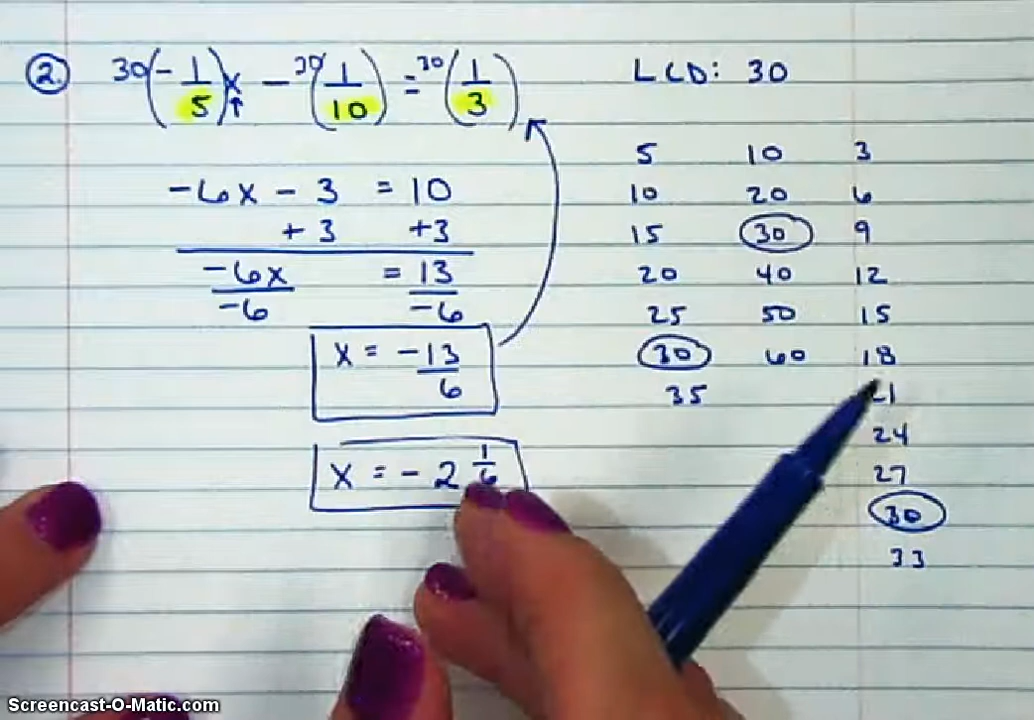 2. 30(-1/5)x - 30(1/10) = 30(1/3)
-6x - 3 = 10
+3 +3
-6x/-6 = 13/-6
x = -13/6
x = -2 1/6
LCD: 30
5 10 3
10 20 6
15 30 9
20 40 12
25 50 15
30 60 18
35 21
24
27
30
33
Screencast-O-Matic.com